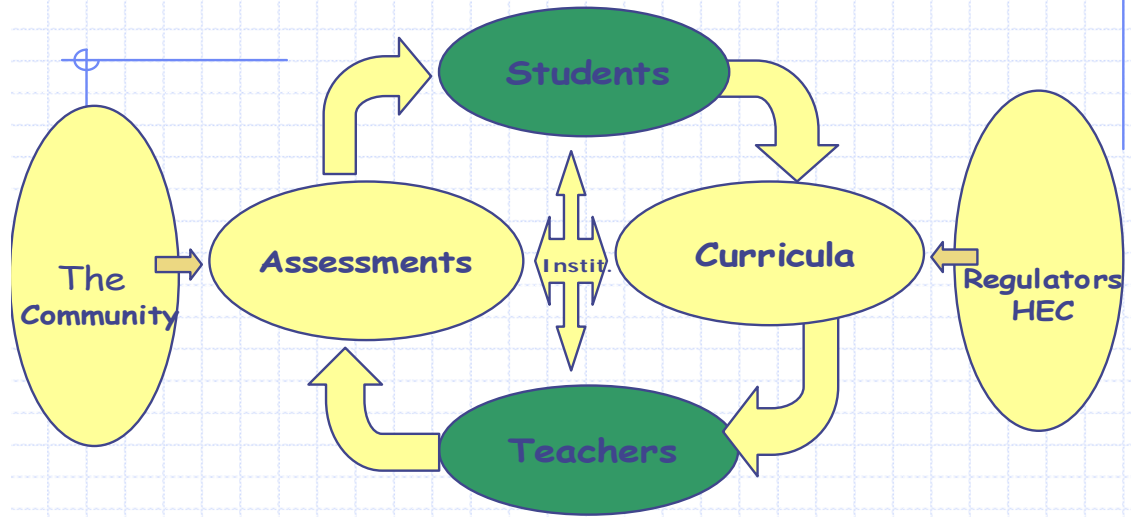 Students
The
Community
Assessments
Instit.
Curricula
Regulators
HEC
Teachers